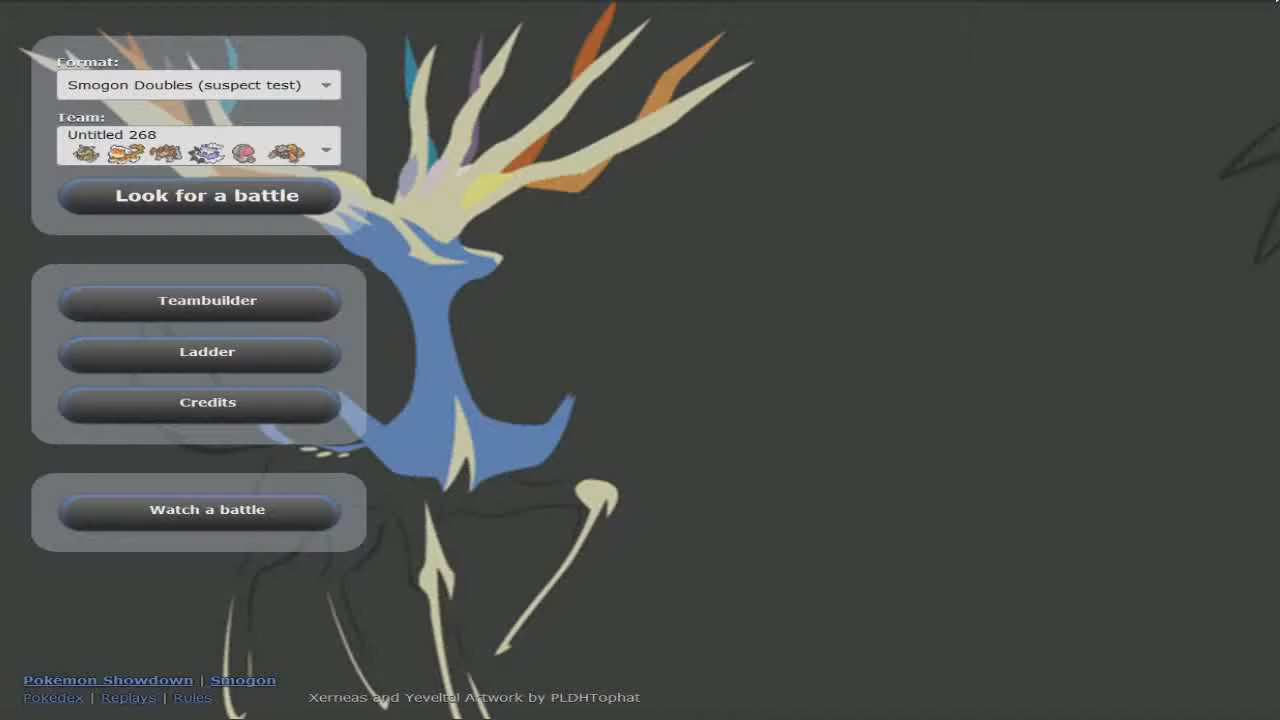 Format:
Smogon Doubles (suspect test)
Team:
Untitled 268
Look for a battle
Teambuilder
Ladder
Credits
Watch a battle
Pokémon Showdown | Smogon
Pokédex | Replays | Rules
Xerneas and Yveltal Artwork by PLDHTophat